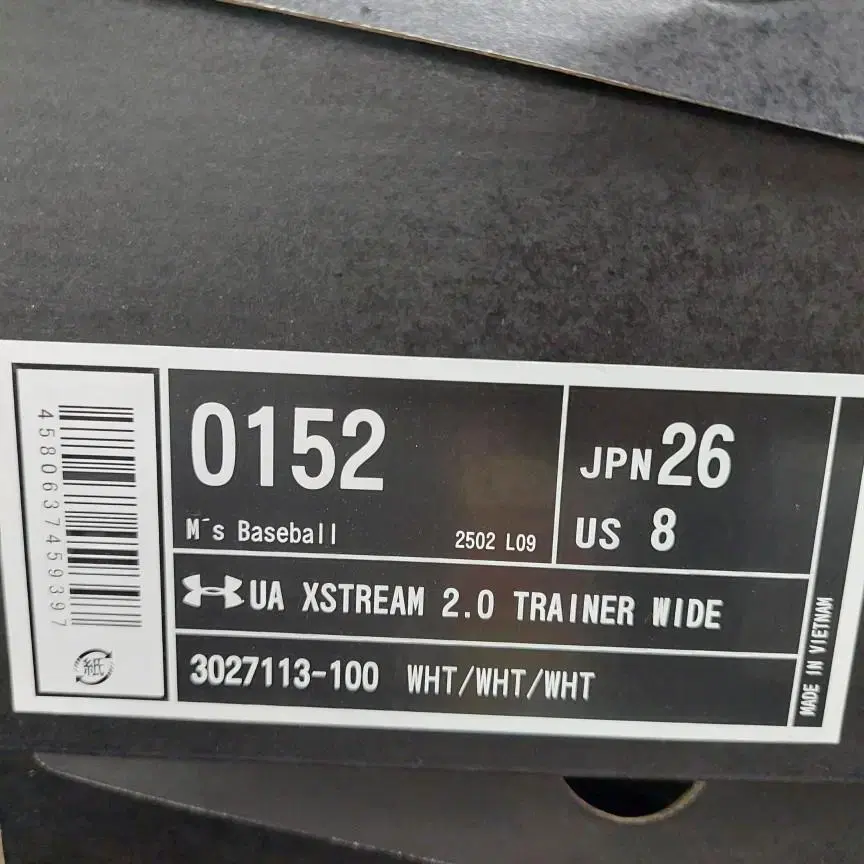 4580637459397
紙
0152
M´s Baseball
2502 L09
JPN 26
US 8
UA XSTREAM 2.0 TRAINER WIDE
3027113-100 WHT/WHT/WHT
MADE IN VIETNAM